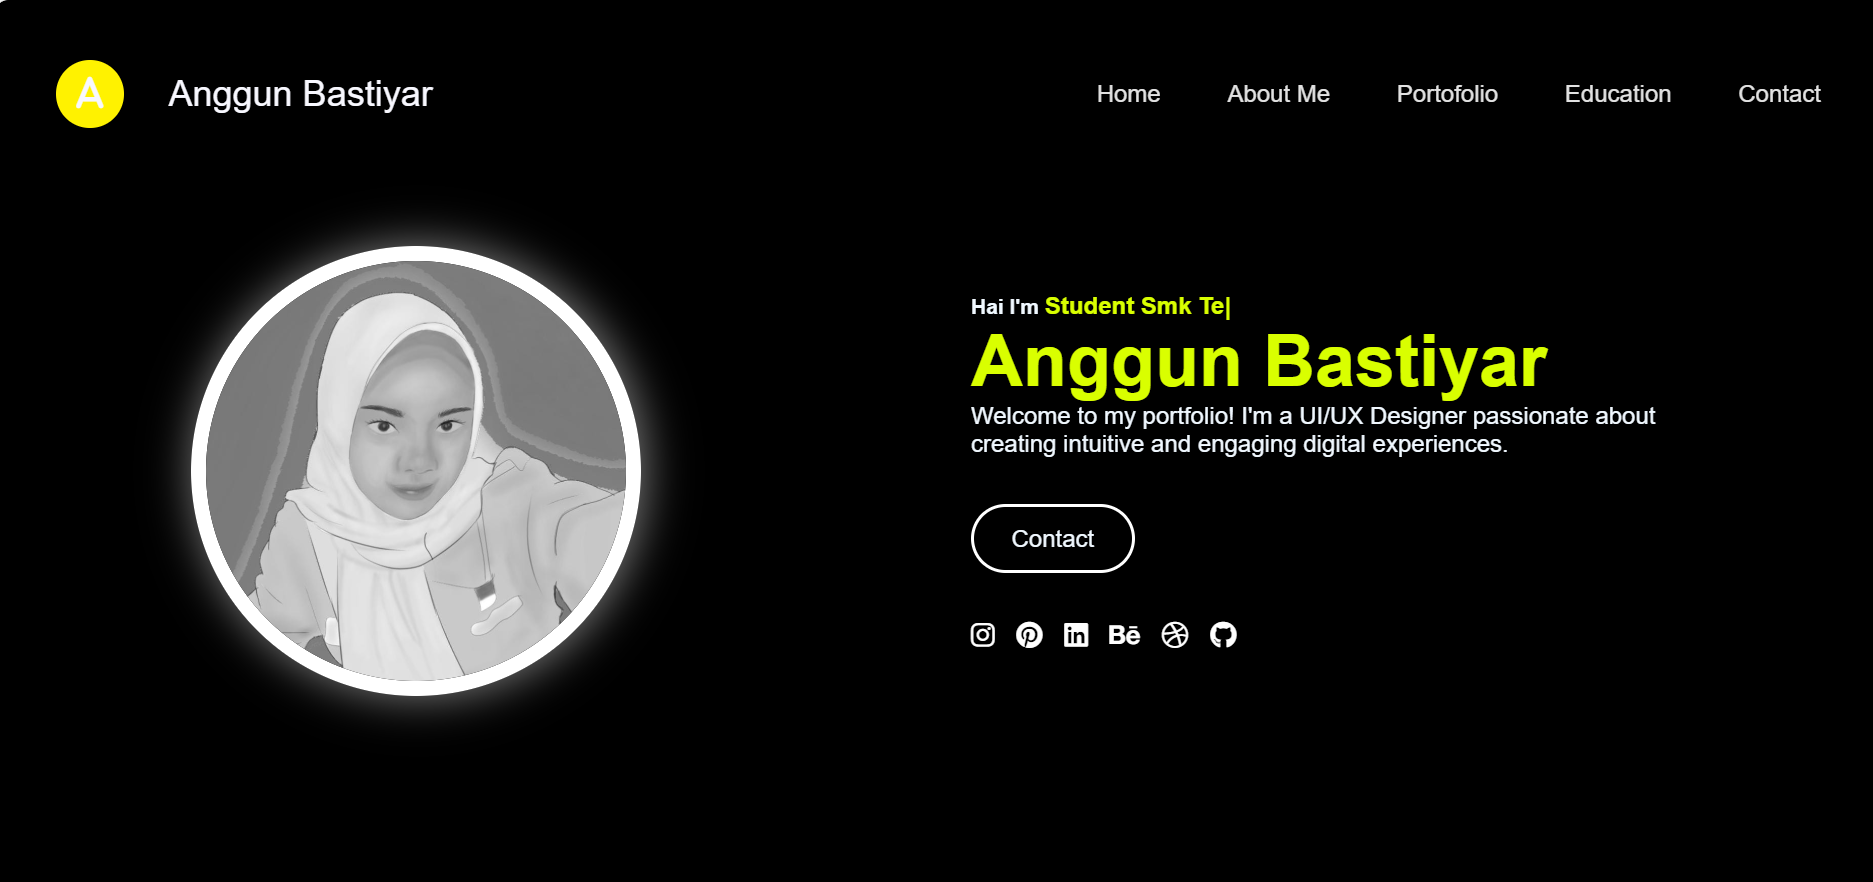 A Anggun Bastiyar Home About Me Portofolio Education Contact
Hai I'm Student Smk Te|
Anggun Bastiyar
Welcome to my portfolio! I'm a UI/UX Designer passionate about
creating intuitive and engaging digital experiences.
Contact
in Bē